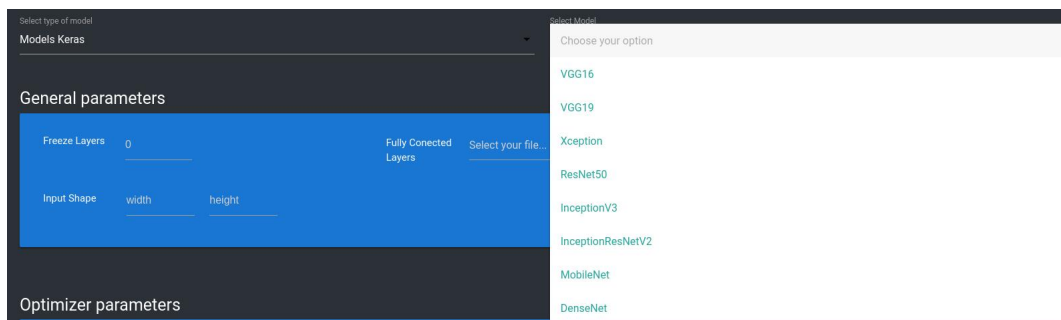 Select type of model
Models Keras
Select Model
Choose your option
VGG16
VGG19
Xception
ResNet50
InceptionV3
InceptionResNetV2
MobileNet
DenseNet
General parameters
Freeze Layers 0
Fully Conected
Layers
Select your file...
Input Shape width height
Optimizer parameters